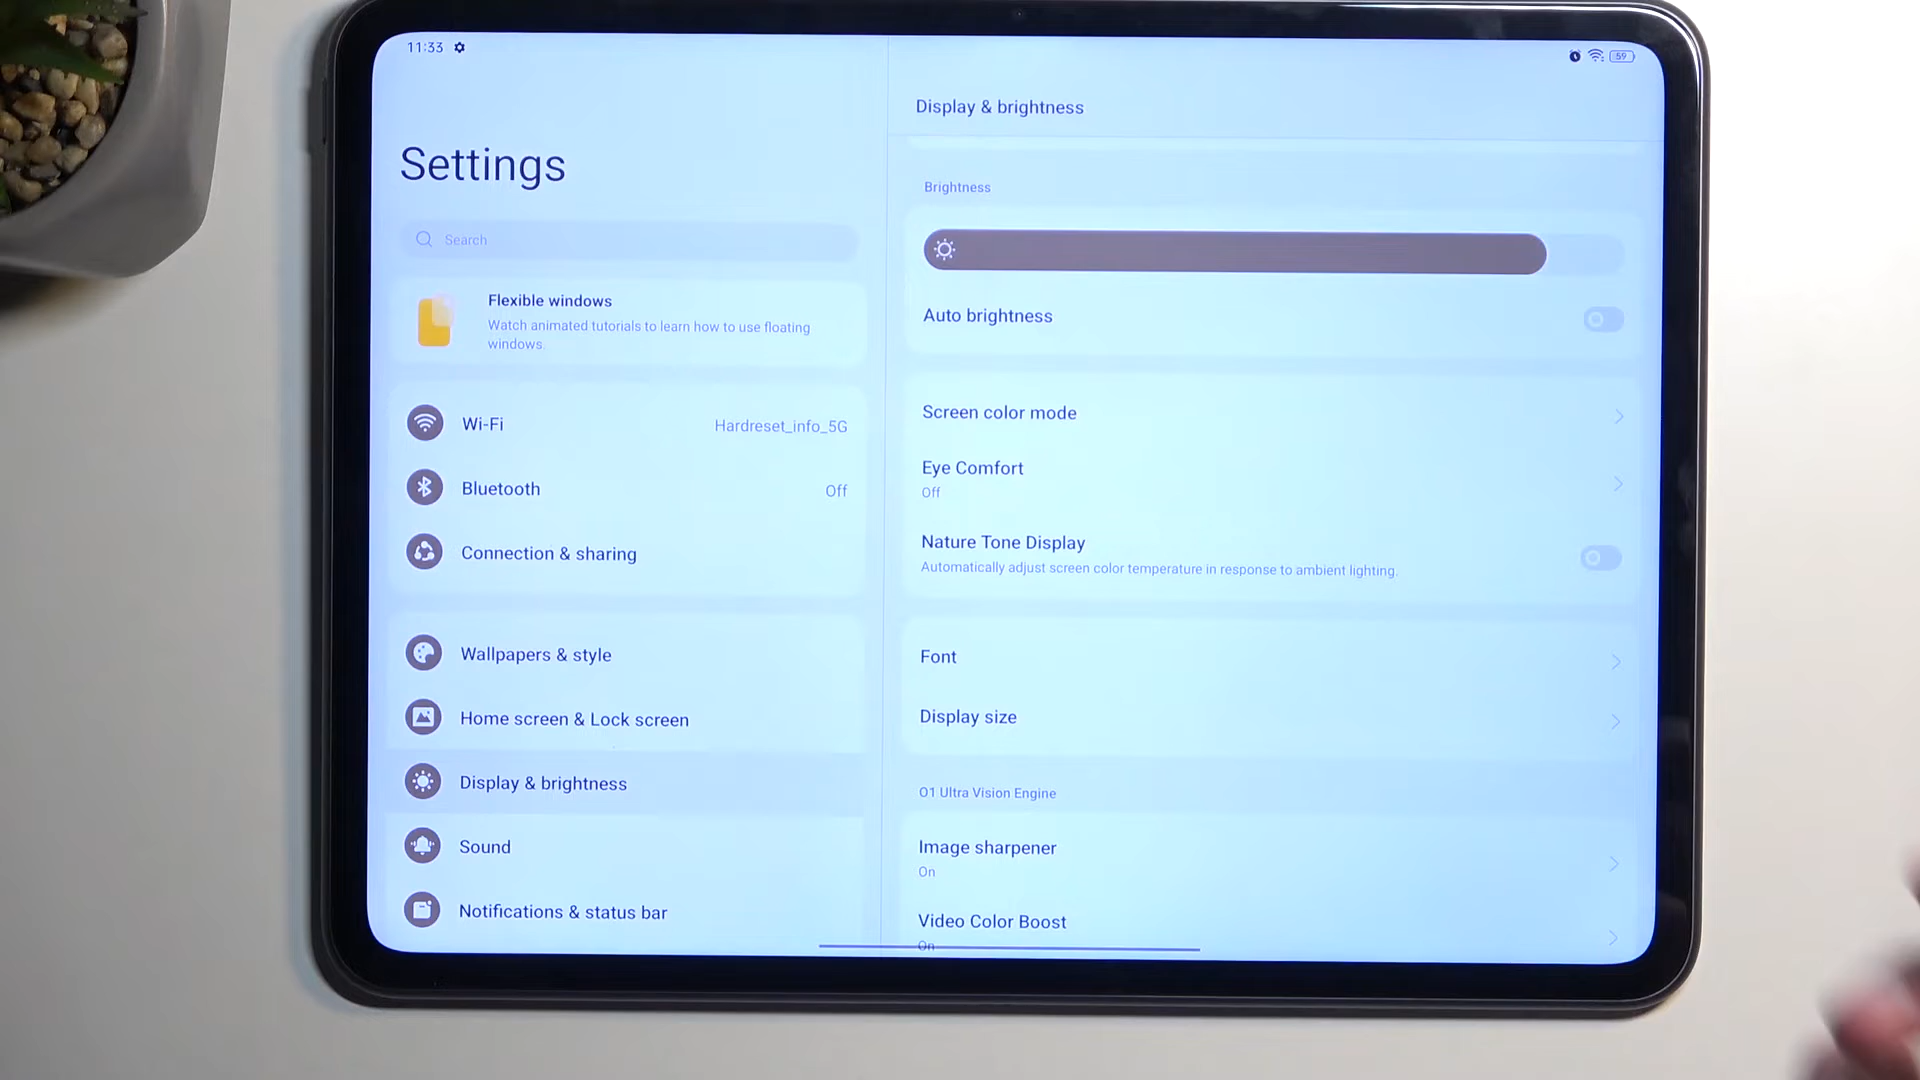 11:33
59
Settings
Search
Flexible windows
Watch animated tutorials to learn how to use floating
windows.
Wi-Fi
Hardreset_info_5G
Bluetooth
Off
Connection & sharing
Wallpapers & style
Home screen & Lock screen
Display & brightness
Sound
Notifications & status bar
Display & brightness
Brightness
Auto brightness
Screen color mode
Eye Comfort
Off
Nature Tone Display
Automatically adjust screen color temperature in response to ambient lighting.
Font
Display size
O1 Ultra Vision Engine
Image sharpener
On
Video Color Boost
On